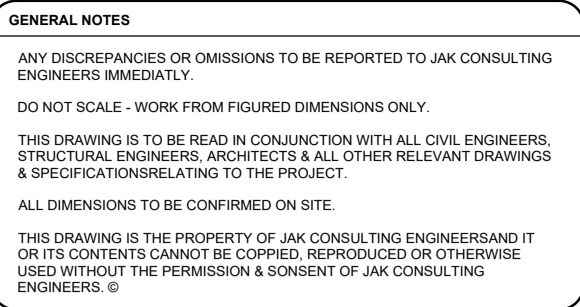 GENERAL NOTES
ANY DISCREPANCIES OR OMISSIONS TO BE REPORTED TO JAK CONSULTING
ENGINEERS IMMEDIATLY.
DO NOT SCALE - WORK FROM FIGURED DIMENSIONS ONLY.
THIS DRAWING IS TO BE READ IN CONJUNCTION WITH ALL CIVIL ENGINEERS,
STRUCTURAL ENGINEERS, ARCHITECTS & ALL OTHER RELEVANT DRAWINGS
& SPECIFICATIONSRELATING TO THE PROJECT.
ALL DIMENSIONS TO BE CONFIRMED ON SITE.
THIS DRAWING IS THE PROPERTY OF JAK CONSULTING ENGINEERSAND IT
OR ITS CONTENTS CANNOT BE COPPIED, REPRODUCED OR OTHERWISE
USED WITHOUT THE PERMISSION & SONSENT OF JAK CONSULTING
ENGINEERS. ©